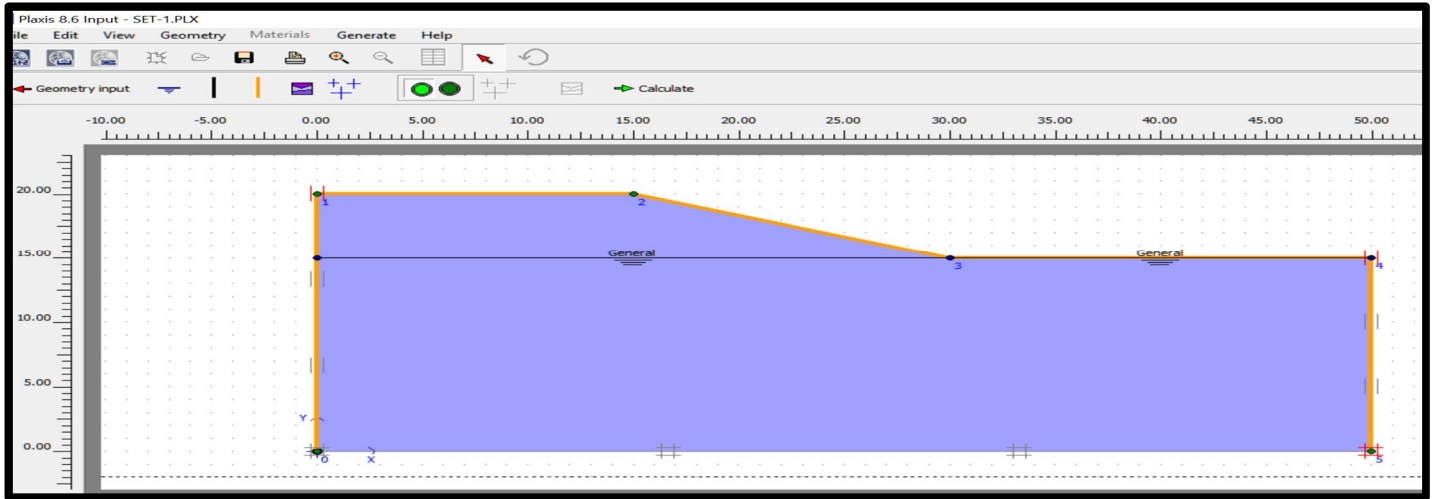 Plaxis 8.6 Input - SET-1.PLX
ile Edit View Geometry Materials Generate Help
Geometry input Calculate
-10.00 -5.00 0.00 5.00 10.00 15.00 20.00 25.00 30.00 35.00 40.00 45.00 50.00
20.00
1 2
15.00
General General
3 4
10.00
5.00
Y
0.00
0 X 5